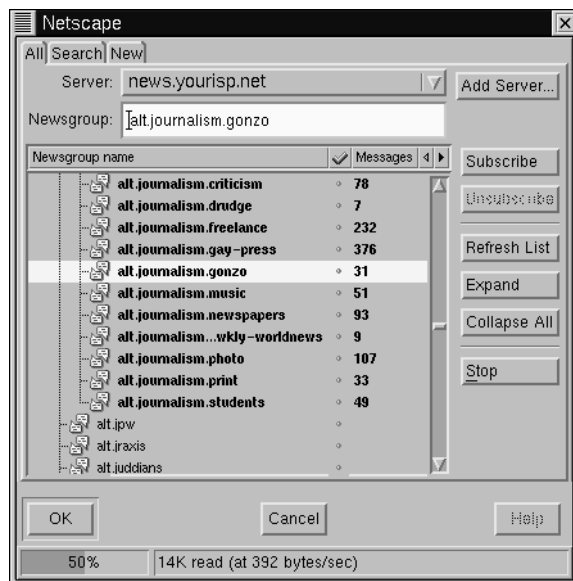 Netscape
All Search New
Server: news.yourisp.net Add Server...
Newsgroup: alt.journalism.gonzo
Newsgroup name Messages
alt.journalism.criticism 78
alt.journalism.drudge 7
alt.journalism.freelance 232
alt.journalism.gay-press 376
alt.journalism.gonzo 31
alt.journalism.music 51
alt.journalism.newspapers 93
alt.journalism...wkly-worldnews 9
alt.journalism.photo 107
alt.journalism.print 33
alt.journalism.students 49
alt.jpw
alt.jraxis
alt.juddians
Subscribe
Unsubscribe
Refresh List
Expand
Collapse All
Stop
OK Cancel Help
50% 14K read (at 392 bytes/sec)